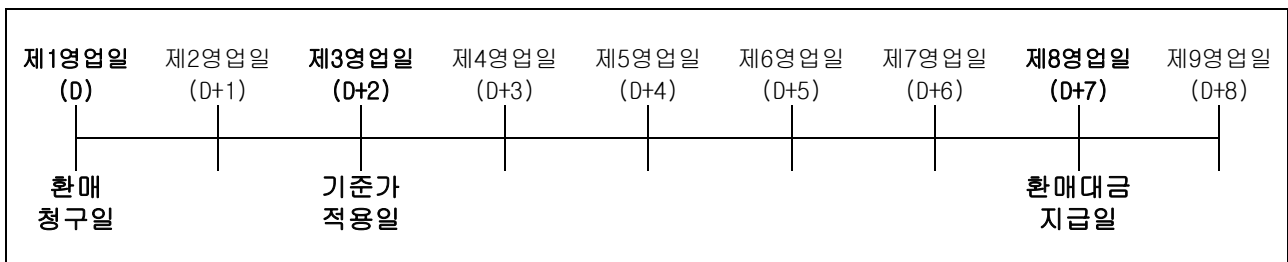 제1영업일 제2영업일 제3영업일 제4영업일 제5영업일 제6영업일 제7영업일 제8영업일 제9영업일
(D) (D+1) (D+2) (D+3) (D+4) (D+5) (D+6) (D+7) (D+8)
환매 기준가 환매대금
청구일 적용일 지급일